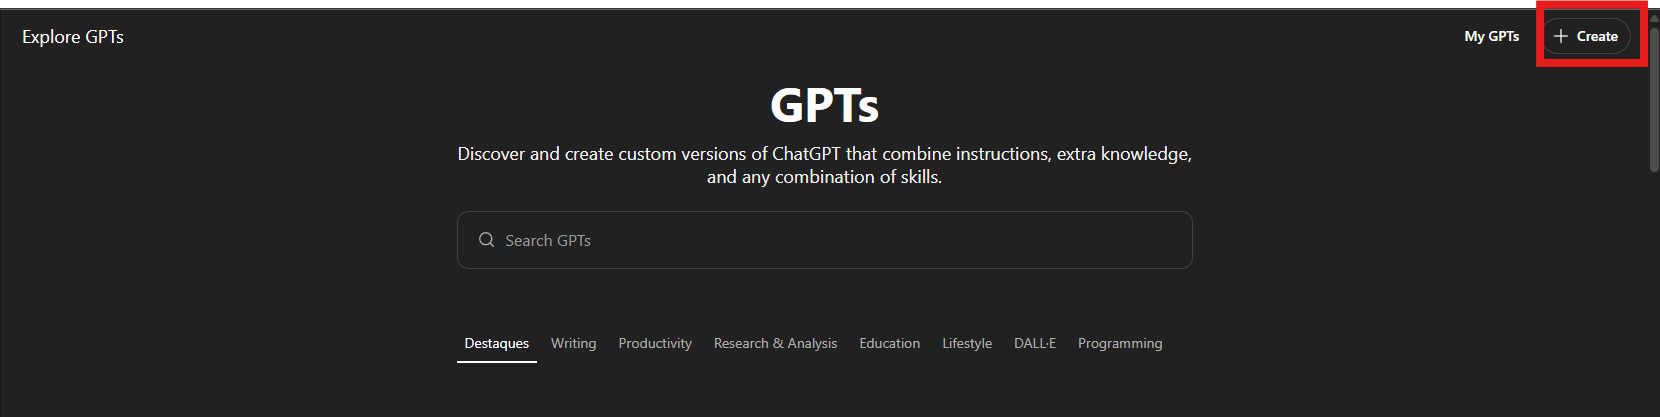 Explore GPTs
My GPTs
Create
GPTs
Discover and create custom versions of ChatGPT that combine instructions, extra knowledge,
and any combination of skills.
Search GPTs
Destaques Writing Productivity Research & Analysis Education Lifestyle DALL·E Programming